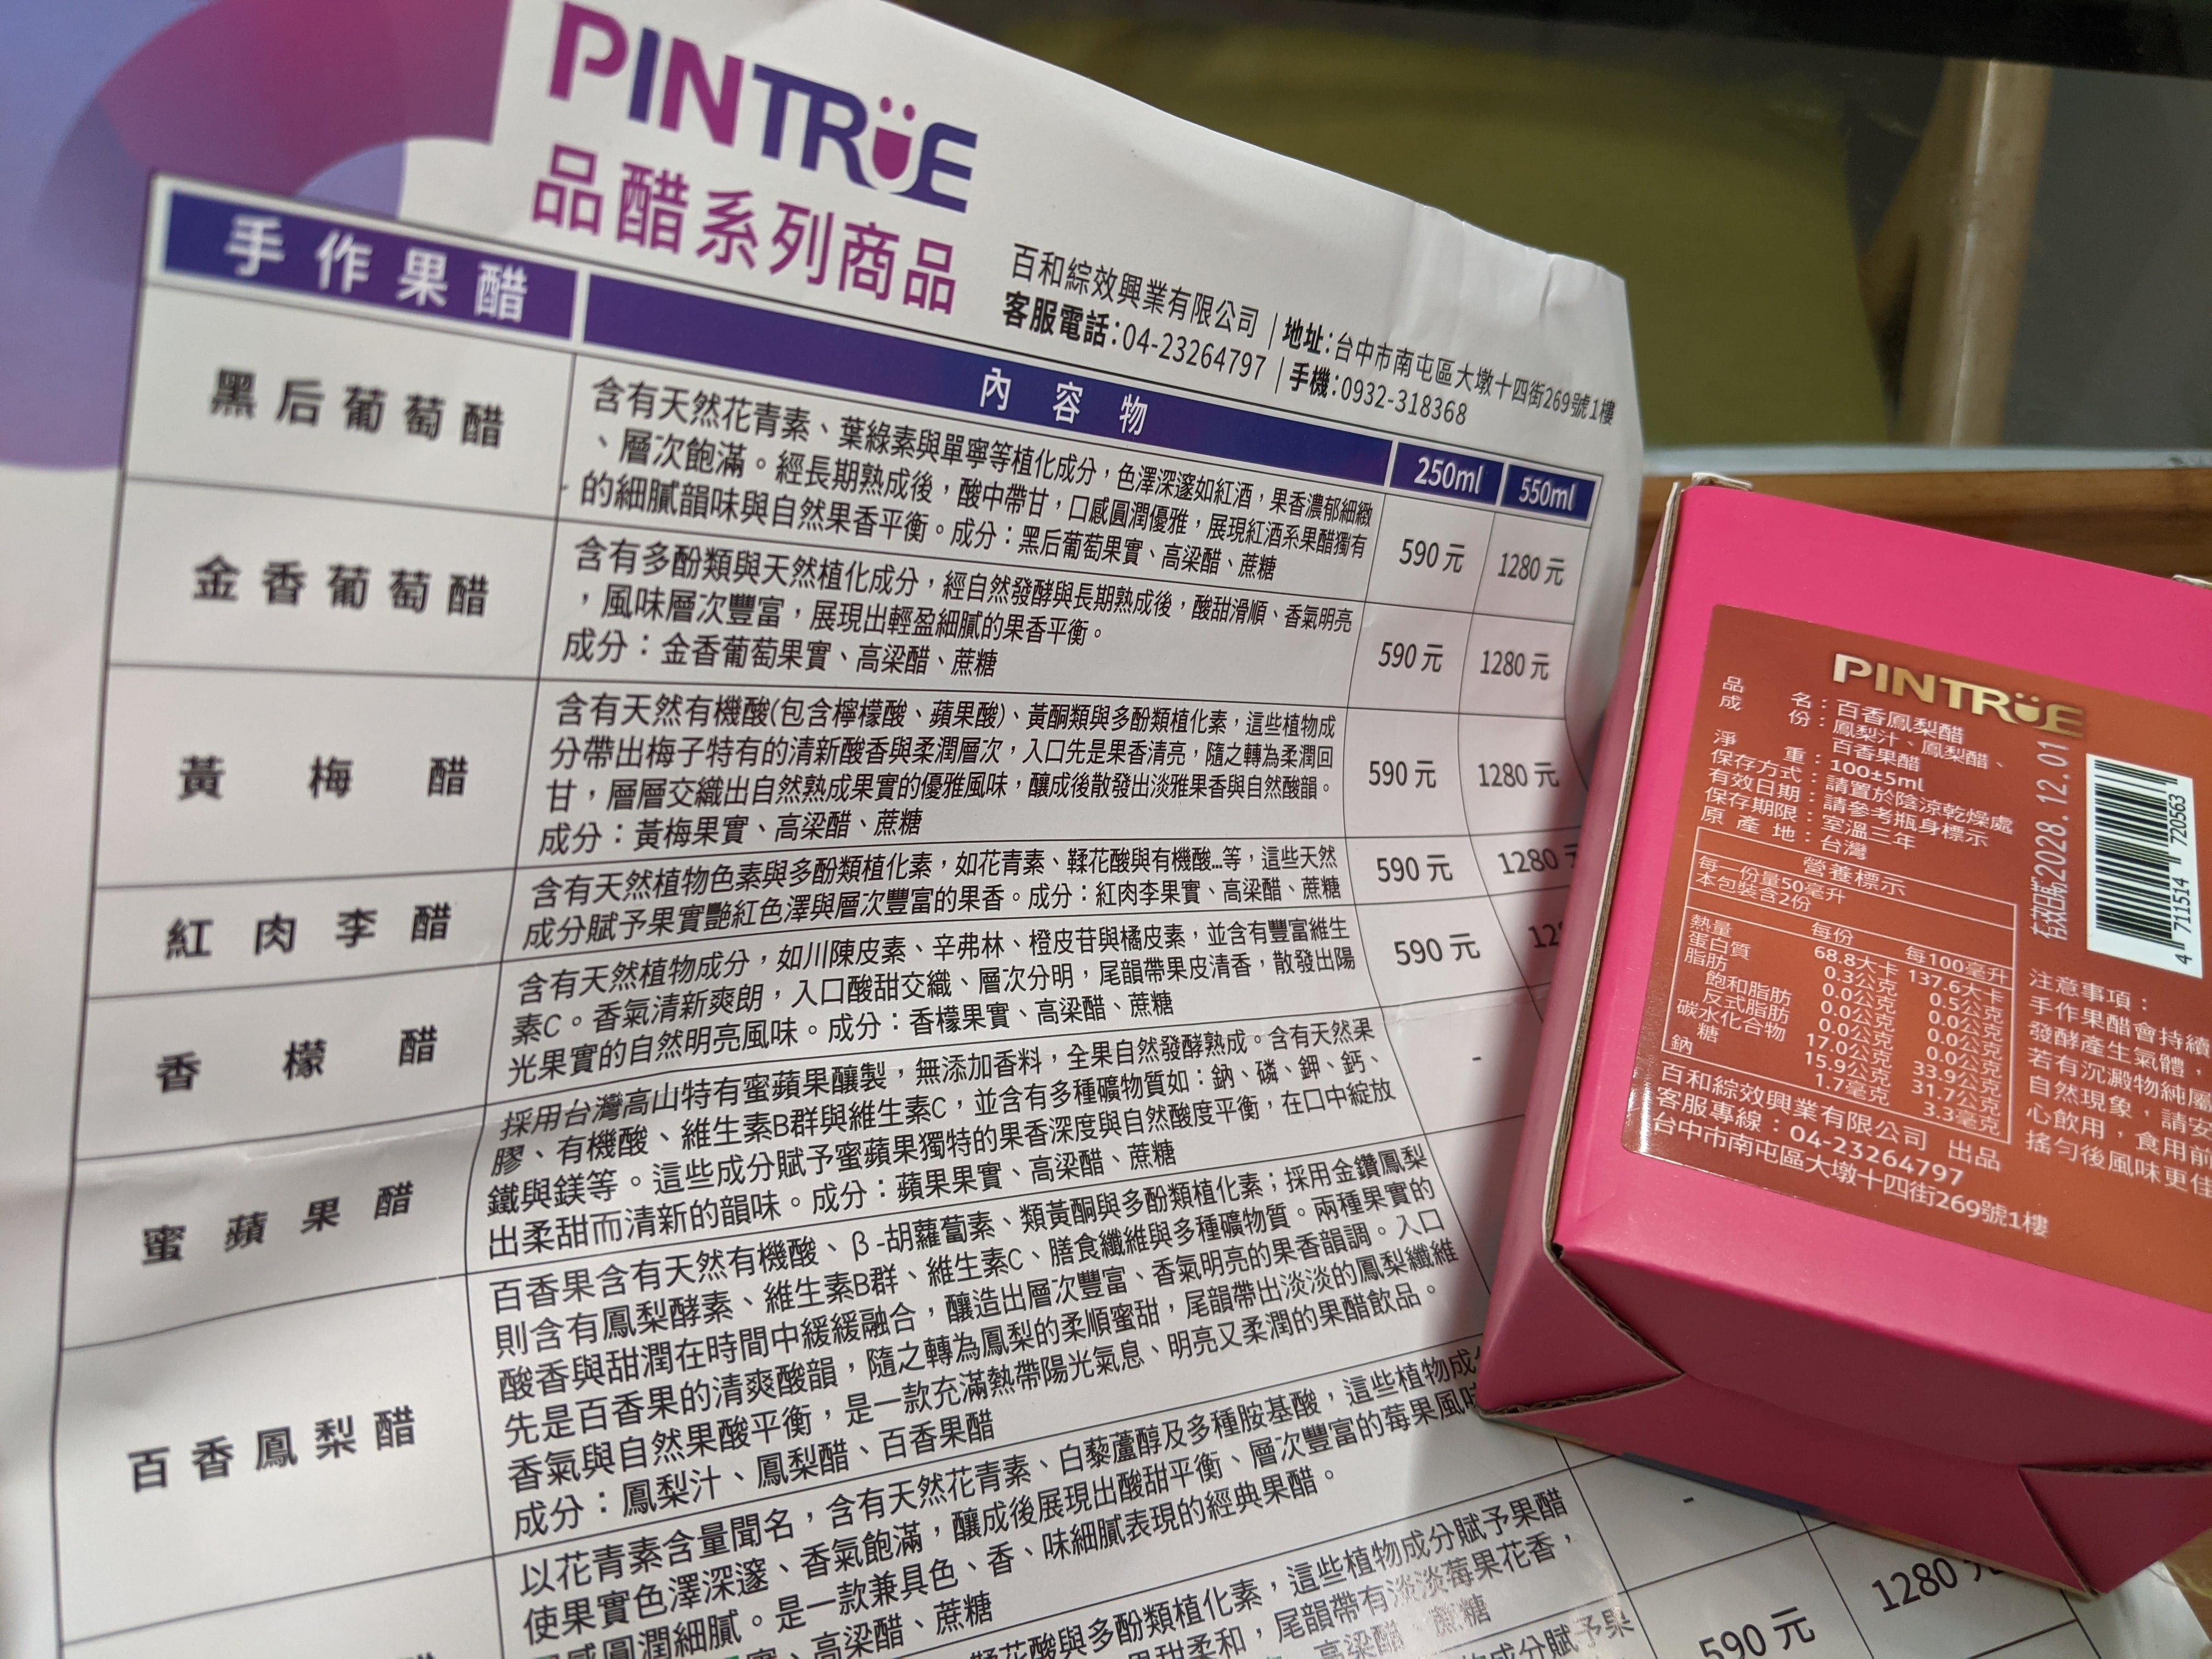 PINTRUE
品醋系列商品
百和綜效興業有限公司｜地址:台中市南屯區大墩十四街269號1樓
客服電話:04-23264797｜手機:0932-318368
手作果醋
內容物
250ml
550ml
黑后葡萄醋
含有天然花青素、葉綠素與單寧等植化成分，色澤深邃如紅酒，果香濃郁細緻
、層次飽滿。經長期熟成後，酸中帶甘，口感圓潤優雅，展現紅酒系果醋獨有
的細膩韻味與自然果香平衡。成分：黑后葡萄果實、高粱醋、蔗糖
590元
1280元
金香葡萄醋
含有多酚類與天然植化成分，經自然發酵與長期熟成後，酸甜滑順、香氣明亮
，風味層次豐富，展現出輕盈細膩的果香平衡。
成分：金香葡萄果實、高粱醋、蔗糖
590元
1280元
黃梅醋
含有天然有機酸(包含檸檬酸、蘋果酸)、黃酮類與多酚類植化素，這些植物成
分帶出梅子特有的清新酸香與柔潤層次，入口先是果香清亮，隨之轉為柔潤回
甘，層層交織出自然熟成果實的優雅風味，釀成後散發出淡雅果香與自然酸韻。
成分：黃梅果實、高粱醋、蔗糖
590元
1280元
紅肉李醋
含有天然植物色素與多酚類植化素，如花青素、鞣花酸與有機酸...等，這些天然
成分賦予果實艷紅色澤與層次豐富的果香。成分：紅肉李果實、高粱醋、蔗糖
590元
1280
香檬醋
含有天然植物成分，如川陳皮素、辛弗林、橙皮苷與橘皮素，並含有豐富維生
素C。香氣清新爽朗，入口酸甜交織、層次分明，尾韻帶果皮清香，散發出陽
光果實的自然明亮風味。成分：香檬果實、高粱醋、蔗糖
590元
12
蜜蘋果醋
採用台灣高山特有蜜蘋果釀製，無添加香料，全果自然發酵熟成。含有天然果
膠、有機酸、維生素B群與維生素C，並含有多種礦物質如：鈉、磷、鉀、鈣、
鐵與鎂等。這些成分賦予蜜蘋果獨特的果香深度與自然酸度平衡，在口中綻放
出柔甜而清新的韻味。成分：蘋果果實、高粱醋、蔗糖
-
百香鳳梨醋
百香果含有天然有機酸、β-胡蘿蔔素、類黃酮與多酚類植化素；採用金鑽鳳梨
則含有鳳梨酵素、維生素B群、維生素C、膳食纖維與多種礦物質。兩種果實的
酸香與甜潤在時間中緩緩融合，釀造出層次豐富、香氣明亮的果香韻調。入口
先是百香果的清爽酸韻，隨之轉為鳳梨的柔順蜜甜，尾韻帶出淡淡的鳳梨纖維
香氣與自然果酸平衡，是一款充滿熱帶陽光氣息、明亮又柔潤的果醋飲品。
成分：鳳梨汁、鳳梨醋、百香果醋
以花青素含量聞名，含有天然花青素、白藜蘆醇及多種胺基酸，這些植物成
使果實色澤深邃、香氣飽滿，釀成後展現出酸甜平衡、層次豐富的莓果風味
感圓潤細膩。是一款兼具色、香、味細膩表現的經典果醋。
、高粱醋、蔗糖
-
花酸與多酚類植化素，這些植物成分賦予果醋
甜柔和，尾韻帶有淡淡莓果花香，
高粱醋、蔗糖
590元
1280
成分賦予果
PINTRUE
品名：百香鳳梨醋
成份：鳳梨汁、鳳梨醋、
百香果醋
淨重：100±5ml
保存方式：請置於陰涼乾燥處
有效日期：請參考瓶身標示
保存期限：室溫三年
原產地：台灣
營養標示
每一份量50毫升
本包裝含2份
每份 每100毫升
熱量 68.8大卡 137.6大卡
蛋白質 0.3公克 0.5公克
脂肪 0.0公克 0.0公克
飽和脂肪 0.0公克 0.0公克
反式脂肪 0.0公克 0.0公克
碳水化合物 17.0公克 33.9公克
糖 15.9公克 31.7公克
鈉 1.7毫克 3.3毫克
百和綜效興業有限公司 出品
客服專線：04-23264797
台中市南屯區大墩十四街269號1樓
有效日期:2028.12.01
4 711514 720563
注意事項：
手作果醋會持續
發酵產生氣體，
若有沉澱物純屬
自然現象，請安
心飲用，食用前
搖勻後風味更佳